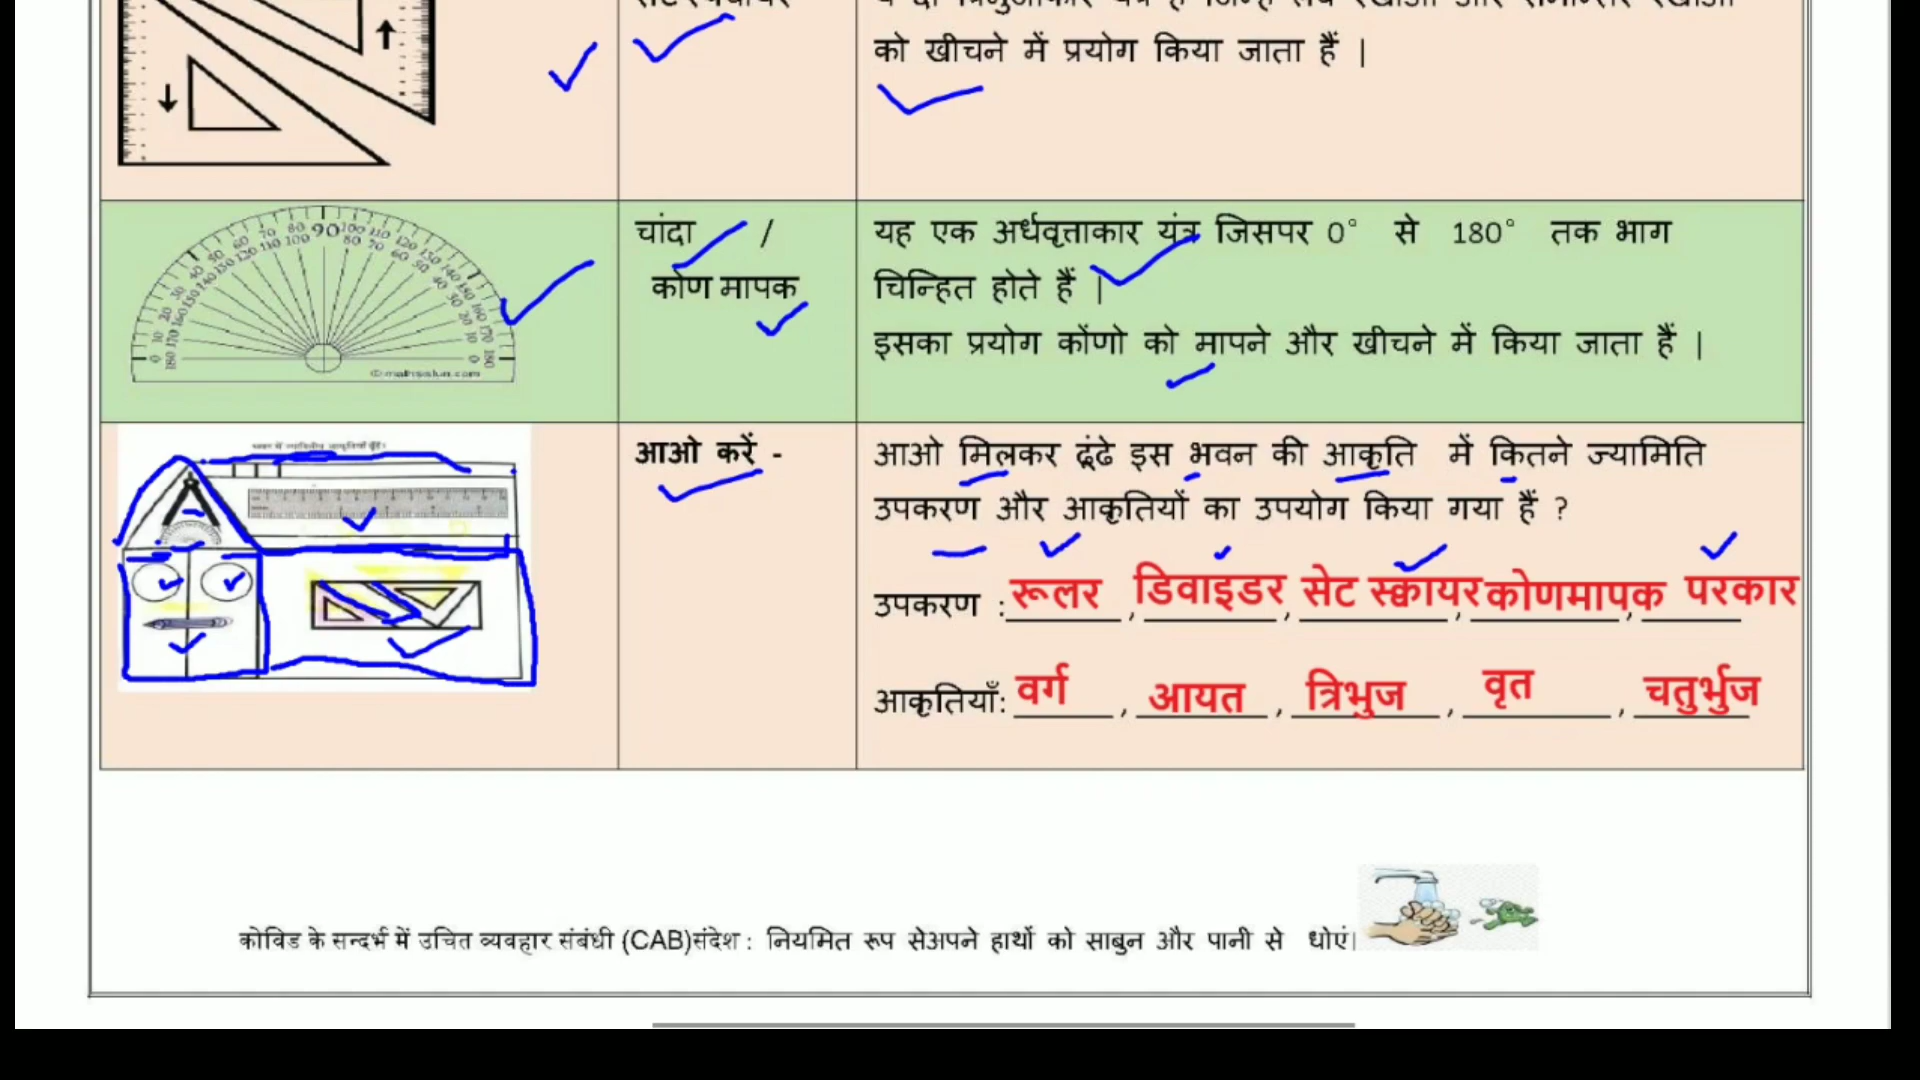 को खीचने में प्रयोग किया जाता हैं |
चांदा /
कोण मापक
यह एक अर्धवृत्ताकार यंत्र जिसपर 0° से 180° तक भाग
चिन्हित होते हैं |
इसका प्रयोग कोंणो को मापने और खीचने में किया जाता हैं |
आओ करें -
आओ मिलकर ढूंढे इस भवन की आकृति में कितने ज्यामिति
उपकरण और आकृतियों का उपयोग किया गया हैं ?
उपकरण : रूलर , डिवाइडर , सेट स्क्वायर , कोणमापक , परकार
आकृतियाँ: वर्ग , आयत , त्रिभुज , वृत , चतुर्भुज
कोविड के सन्दर्भ में उचित व्यवहार संबंधी (CAB)संदेश : नियमित रूप सेअपने हाथों को साबुन और पानी से धोएं|